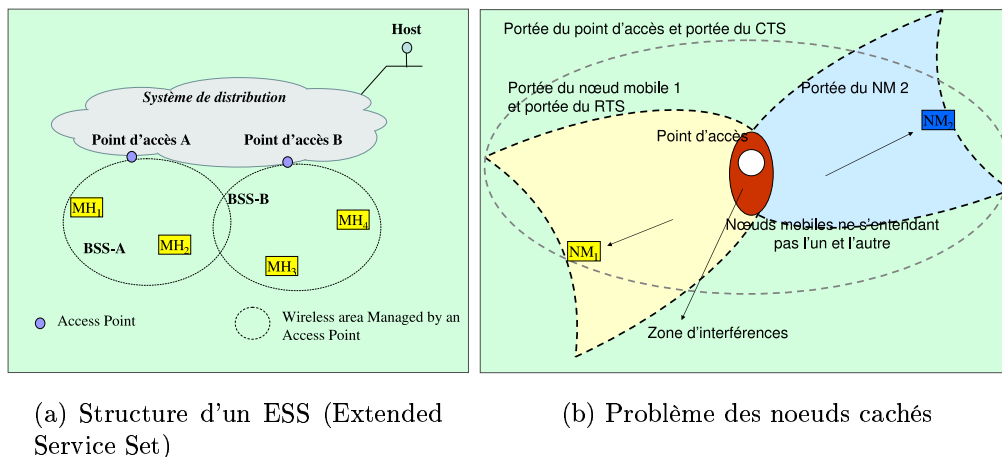 Host
Système de distribution
Point d'accès A
Point d'accès B
BSS-B
MH1
MH4
BSS-A
MH2
MH3
Access Point
Wireless area Managed by an
Access Point
(a) Structure d'un ESS (Extended
Service Set)
Portée du point d'accès et portée du CTS
Portée du nœud mobile 1
et portée du RTS
Portée du NM 2
NM2
Point d'accès
Nœuds mobiles ne s'entendant
pas l'un et l'autre
NM1
Zone d'interférences
(b) Problème des noeuds cachés